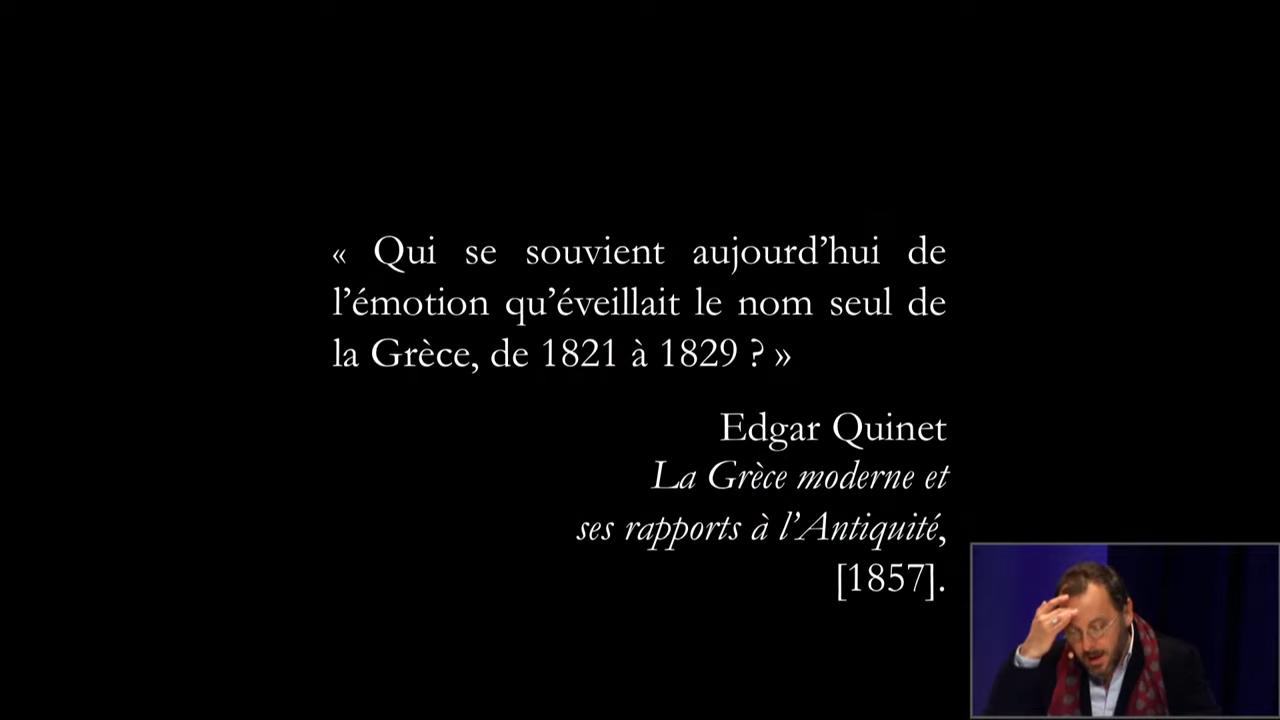 « Qui se souvient aujourd’hui de
l’émotion qu’éveillait le nom seul de
la Grèce, de 1821 à 1829 ? »
Edgar Quinet
La Grèce moderne et
ses rapports à l’Antiquité,
[1857].